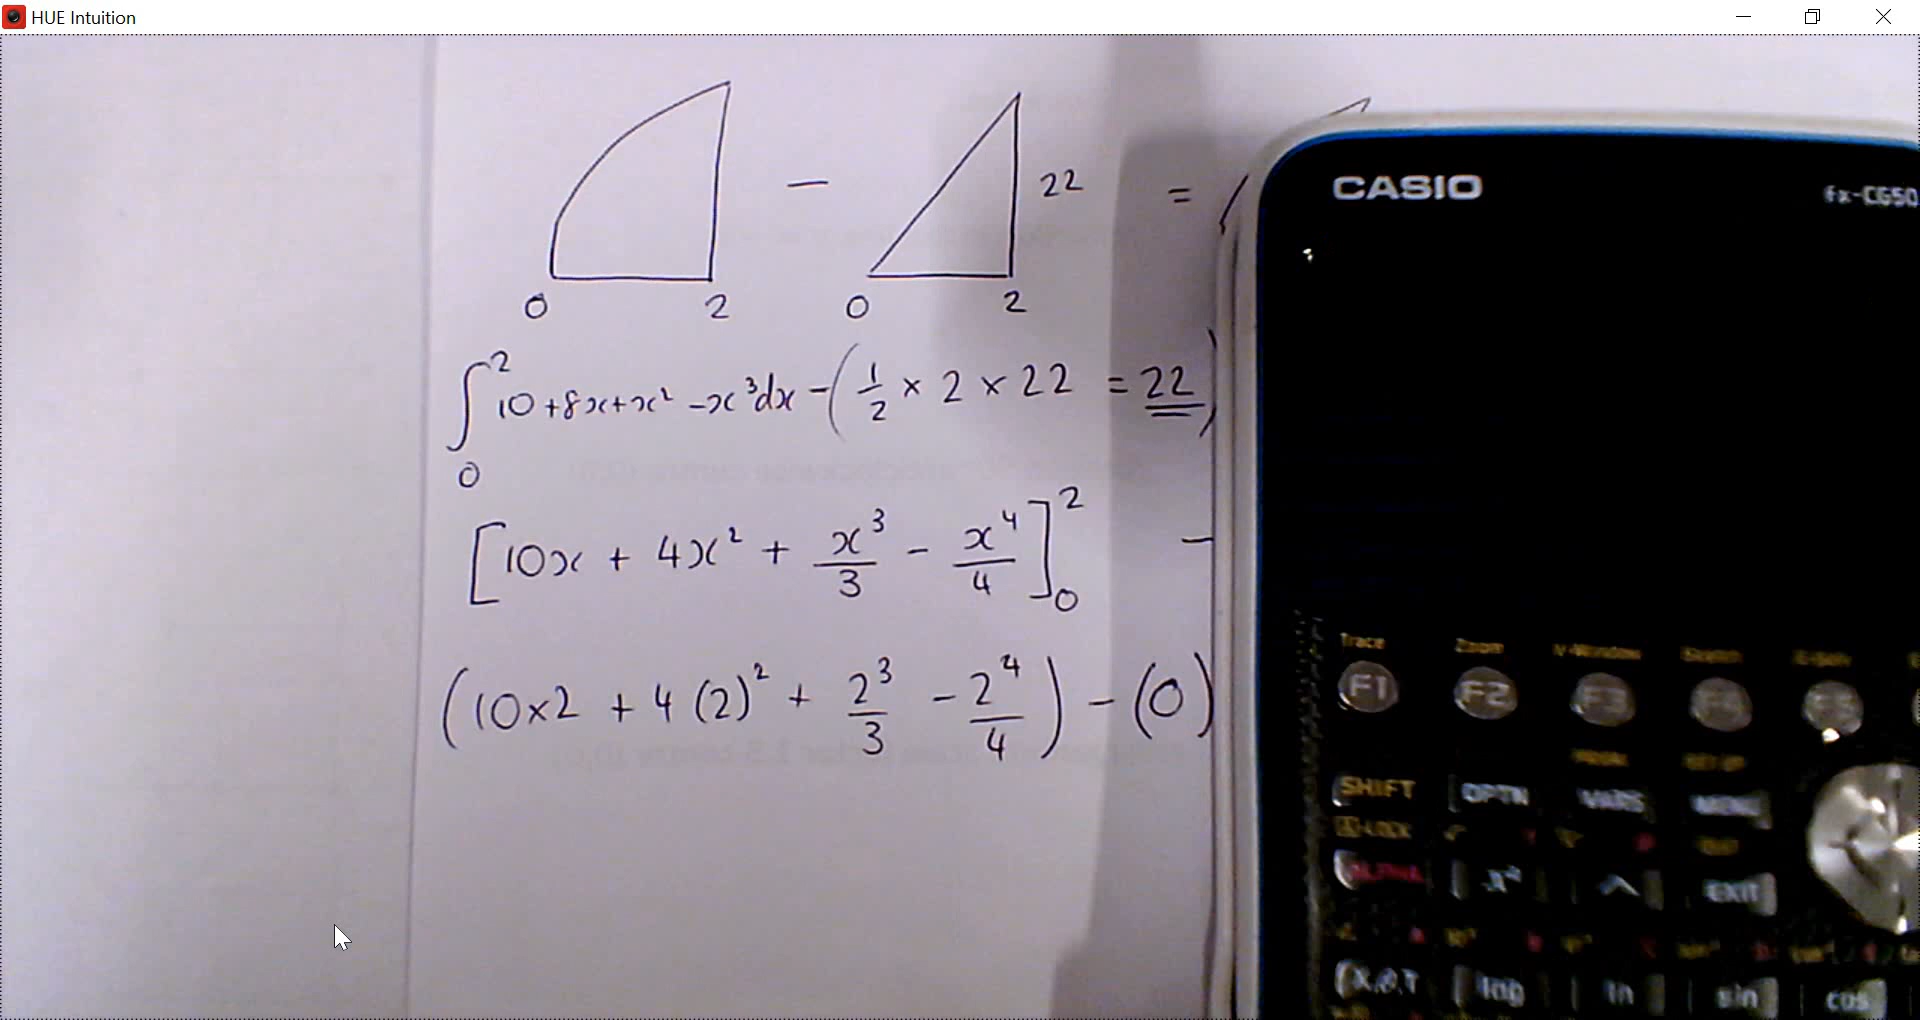 HUE Intuition
− 22 =
0 2 0 2
∫₀² 10 + 8x + x² − x³ dx − (1/2 × 2 × 22 = 22)
[10x + 4x² + x³/3 − x⁴/4]₀² −
(10×2 + 4(2)² + 2³/3 − 2⁴/4) − (0)
CASIO
fx-CG50
Trace Zoom V-Window
F1 F2 F3 F4 F5
SET UP
SHIFT OPTN VARS MENU
A-LOCK
ALPHA x² ^ EXIT
X,θ,T log ln sin cos